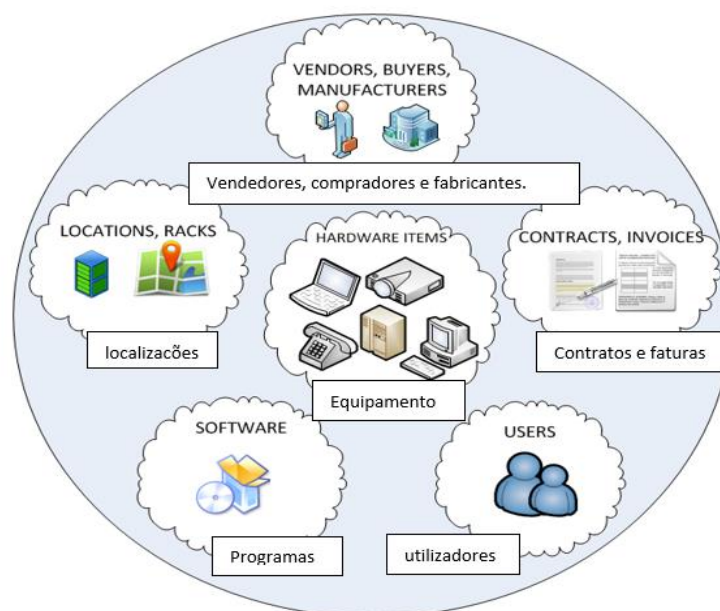 VENDORS, BUYERS,
MANUFACTURERS
Vendedores, compradores e fabricantes.
LOCATIONS, RACKS
localizacões
HARDWARE ITEMS
Equipamento
CONTRACTS, INVOICES
Contratos e faturas
SOFTWARE
Programas
USERS
utilizadores